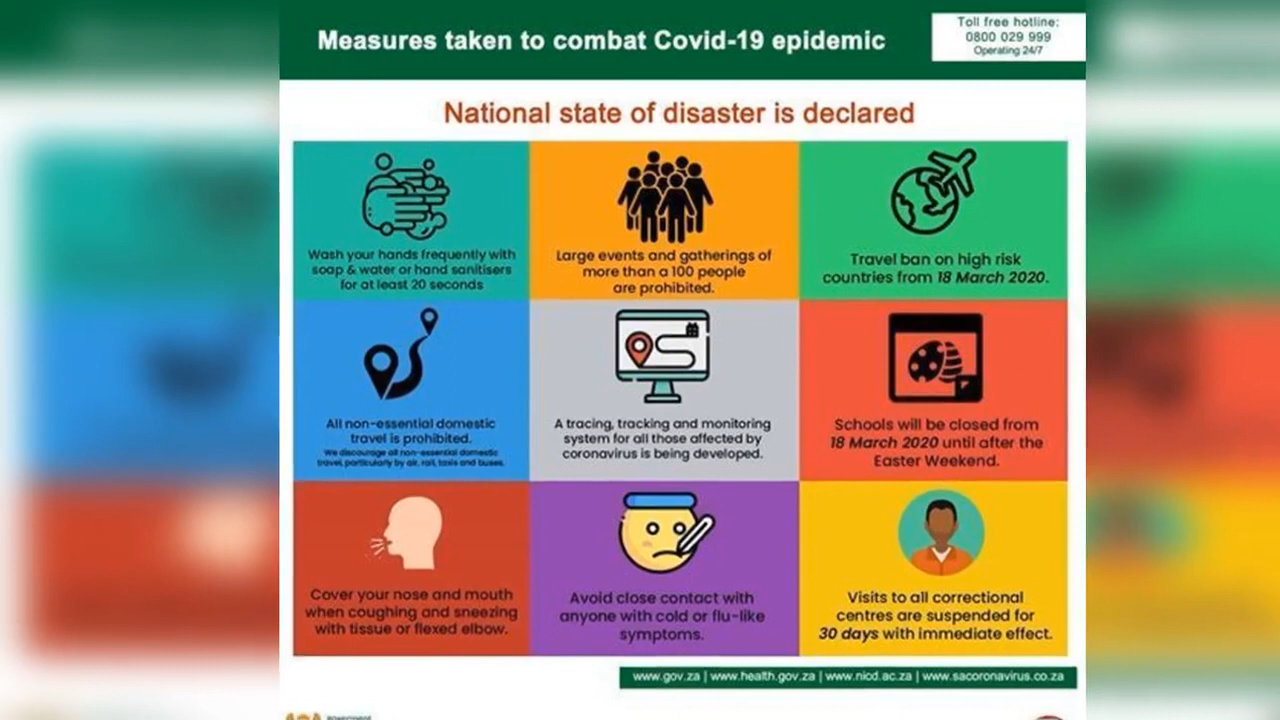 Measures taken to combat Covid-19 epidemic
Toll free hotline:
0800 029 999
Operating 24/7
National state of disaster is declared
Wash your hands frequently with
soap & water or hand sanitisers
for at least 20 seconds
Large events and gatherings of
more than a 100 people
are prohibited.
Travel ban on high risk
countries from 18 March 2020.
All non-essential domestic
travel is prohibited.
We discourage all non-essential domestic
travel, particularly by air, rail, taxis and buses.
A tracing, tracking and monitoring
system for all those affected by
coronavirus is being developed.
Schools will be closed from
18 March 2020 until after the
Easter Weekend.
Cover your nose and mouth
when coughing and sneezing
with tissue or flexed elbow.
Avoid close contact with
anyone with cold or flu-like
symptoms.
Visits to all correctional
centres are suspended for
30 days with immediate effect.
www.gov.za | www.health.gov.za | www.nicd.ac.za | www.sacoronavirus.co.za